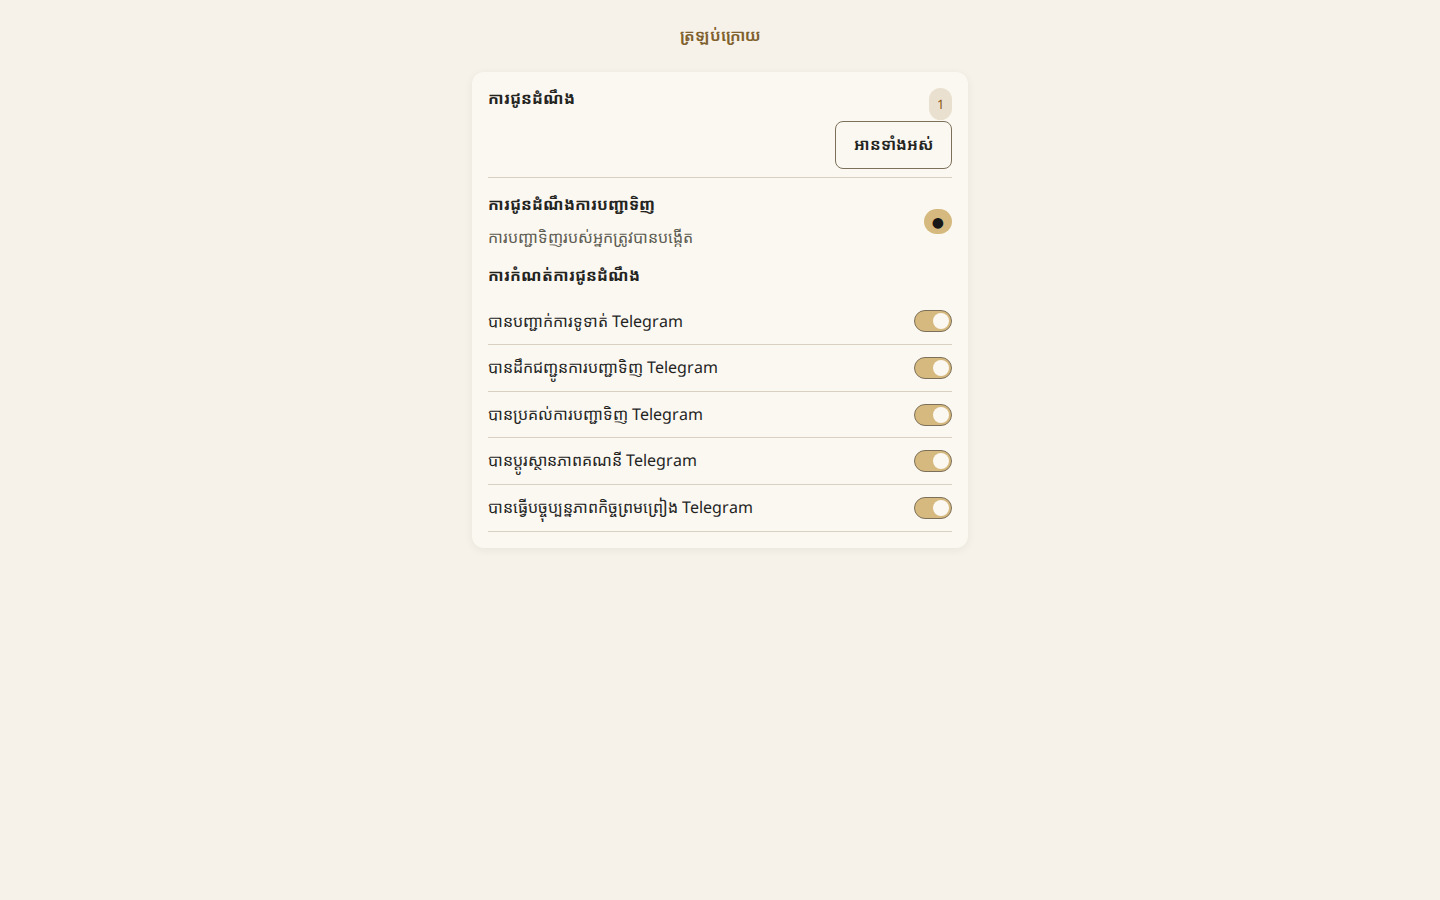 ត្រឡប់ក្រោយ
ការជូនដំណឹង
1
អានទាំងអស់
ការជូនដំណឹងការបញ្ជាទិញ
ការបញ្ជាទិញរបស់អ្នកត្រូវបានបង្កើត
ការកំណត់ការជូនដំណឹង
បានបញ្ជាក់ការទូទាត់ Telegram
បានដឹកជញ្ជូនការបញ្ជាទិញ Telegram
បានប្រគល់ការបញ្ជាទិញ Telegram
បានប្ដូរស្ថានភាពគណនី Telegram
បានធ្វើបច្ចុប្បន្នភាពកិច្ចព្រមព្រៀង Telegram